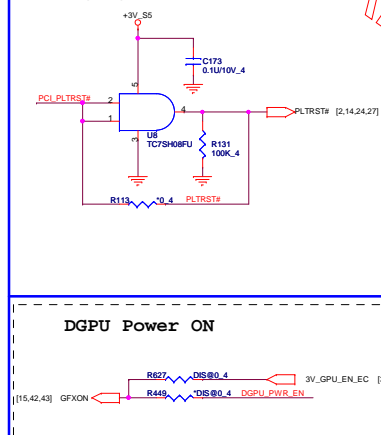 +3V_S5
C173
0.1U/10V_4
5
PCI_PLTRST# 2
4
PLTRST# [2,14,24,27]
1
U8
TC7SH08FU
3
R131
100K_4
R113 *0_4 PLTRST#
DGPU Power ON
R627 DIS@0_4
3V_GPU_EN_EC
[15,42,43] GFXON
R449 *DIS@0_4 DGPU_PWR_EN